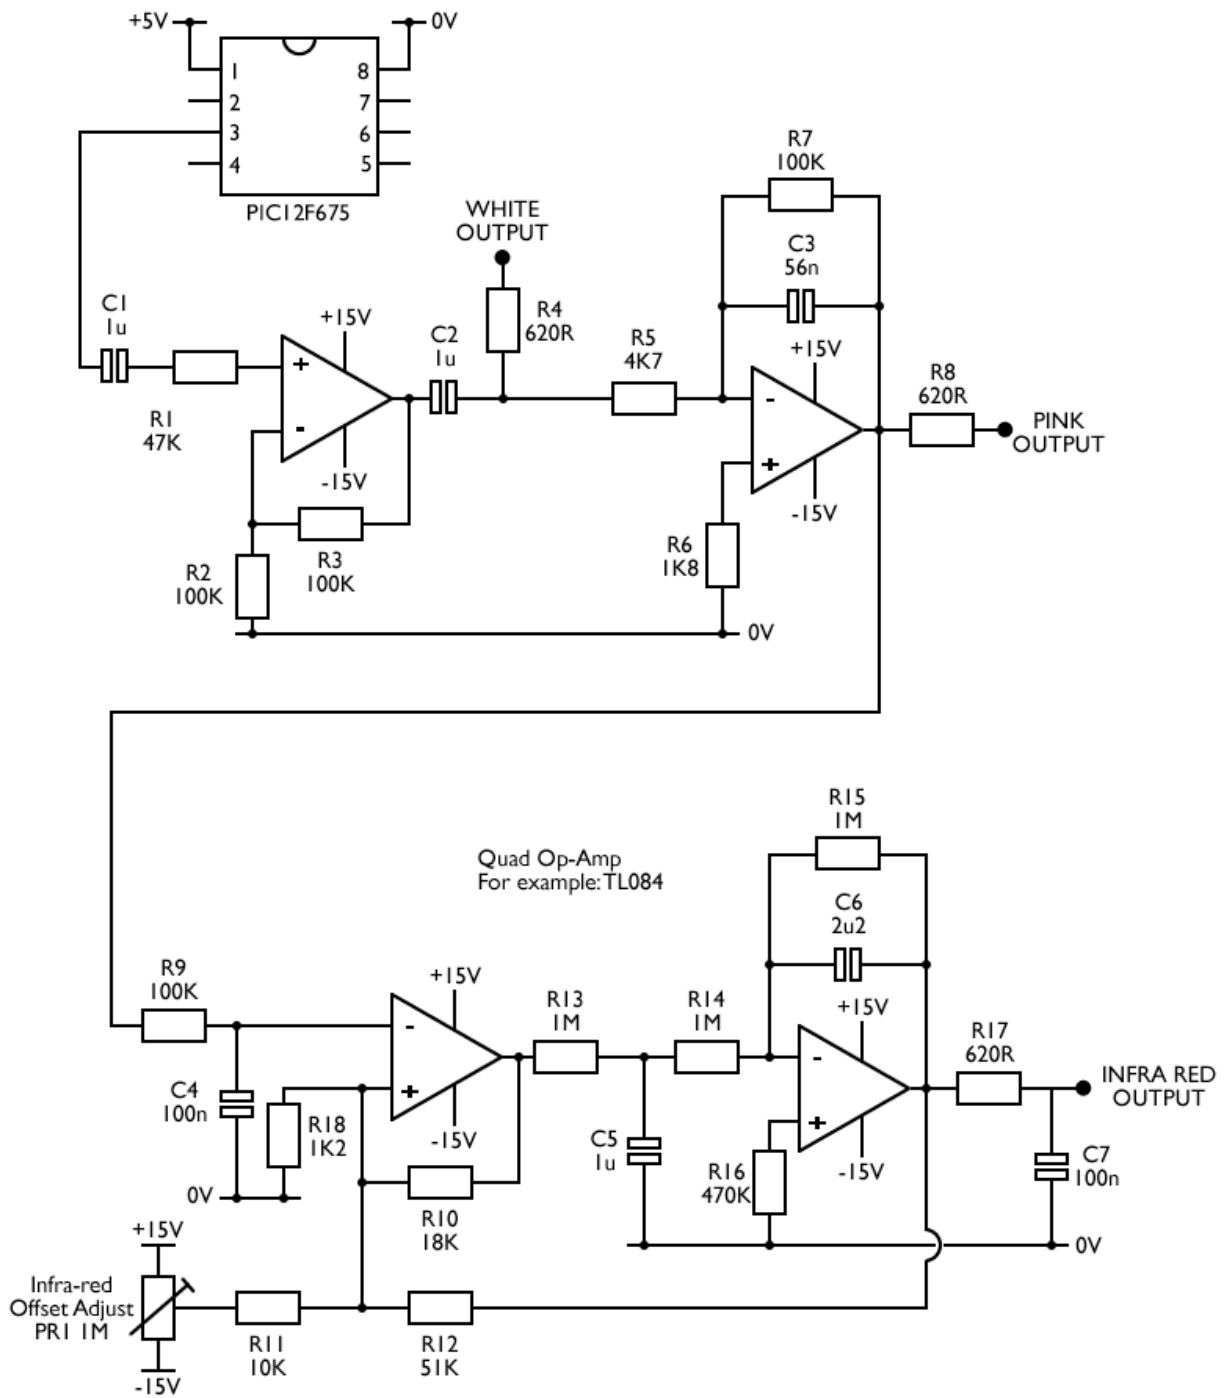 +5V
0V
1
8
2
7
3
6
4
5
PIC12F675
R7
100K
WHITE
OUTPUT
C3
56n
C1
1u
+15V
C2
1u
R4
620R
R5
4K7
+15V
+
-
R8
620R
R1
47K
-
+
PINK
OUTPUT
-15V
-15V
R3
100K
R2
100K
R6
1K8
0V
R15
1M
Quad Op-Amp
For example: TL084
C6
2u2
R9
100K
+15V
R13
1M
R14
1M
+15V
R17
620R
-
-
INFRA RED
OUTPUT
C4
100n
+
+
R18
1K2
-15V
C5
1u
-15V
R16
470K
C7
100n
0V
R10
18K
0V
+15V
Infra-red
Offset Adjust
PR1 1M
R11
10K
R12
51K
-15V